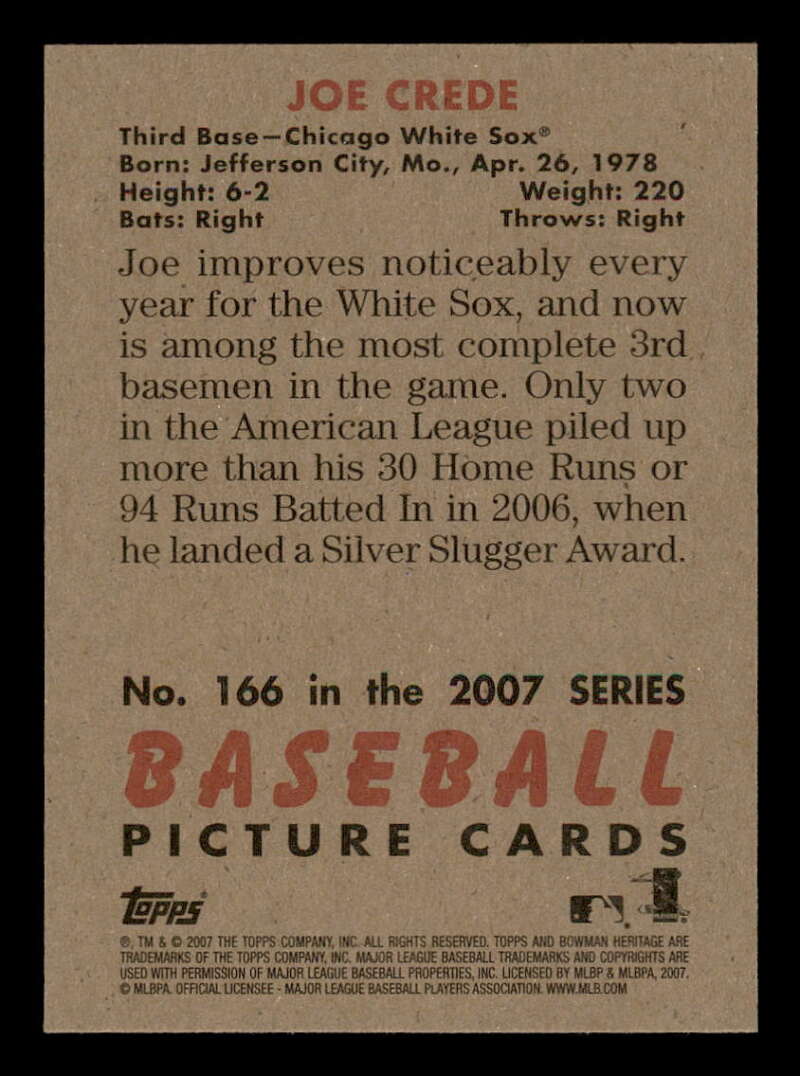 JOE CREDE
Third Base—Chicago White Sox®
Born: Jefferson City, Mo., Apr. 26, 1978
Height: 6-2 Weight: 220
Bats: Right Throws: Right
Joe improves noticeably every
year for the White Sox, and now
is among the most complete 3rd
basemen in the game. Only two
in the American League piled up
more than his 30 Home Runs or
94 Runs Batted In in 2006, when
he landed a Silver Slugger Award.
No. 166 in the 2007 SERIES
BASEBALL
PICTURE CARDS
topps
®, TM & © 2007 THE TOPPS COMPANY, INC. ALL RIGHTS RESERVED. TOPPS AND BOWMAN HERITAGE ARE
TRADEMARKS OF THE TOPPS COMPANY, INC. MAJOR LEAGUE BASEBALL TRADEMARKS AND COPYRIGHTS ARE
USED WITH PERMISSION OF MAJOR LEAGUE BASEBALL PROPERTIES, INC. LICENSED BY MLBP & MLBPA, 2007.
© MLBPA. OFFICIAL LICENSEE - MAJOR LEAGUE BASEBALL PLAYERS ASSOCIATION. WWW.MLB.COM